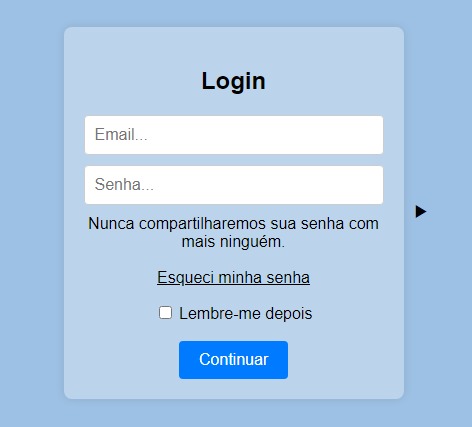 Login
Email...
Senha...
Nunca compartilharemos sua senha com
mais ninguém.
Esqueci minha senha
Lembre-me depois
Continuar